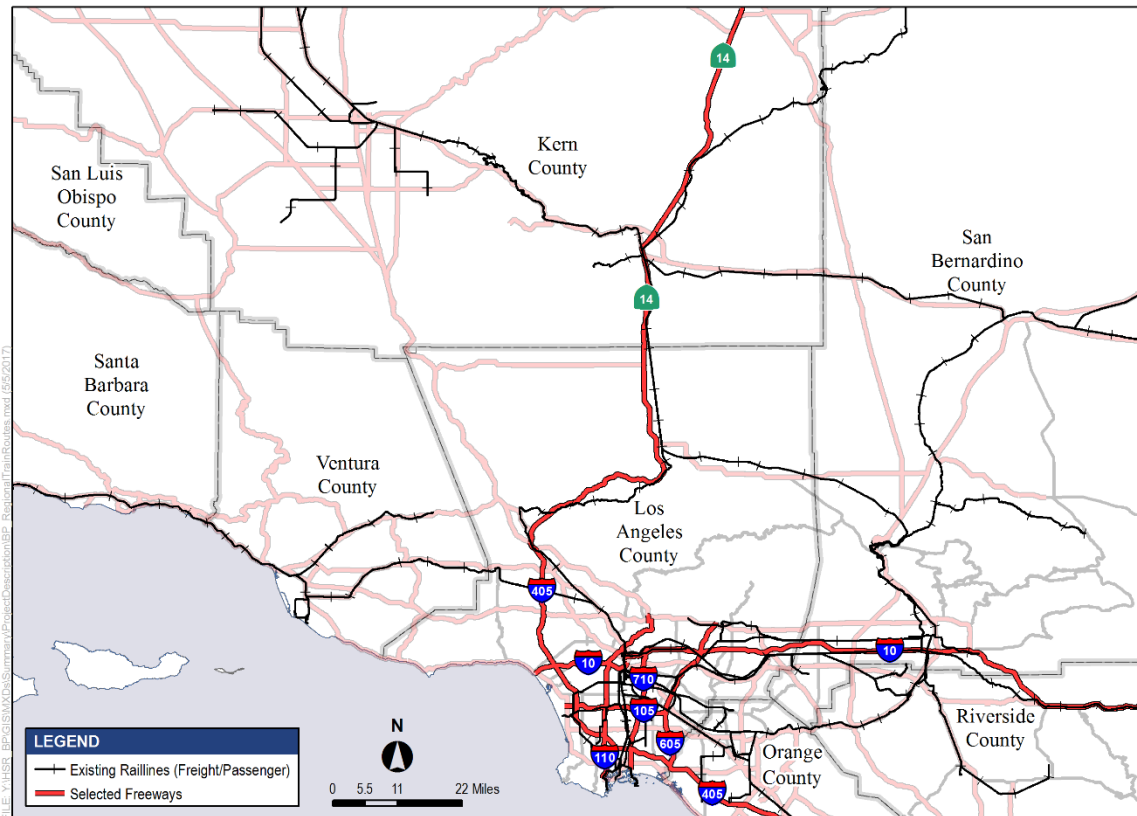 14
Kern
County
San Luis
Obispo
County
San
Bernardino
County
14
Santa
Barbara
County
Ventura
County
Los
Angeles
County
405
10
10
710
105
605
110
405
Orange
County
Riverside
County
LEGEND
Existing Raillines (Freight/Passenger)
Selected Freeways
N
0 5.5 11 22 Miles